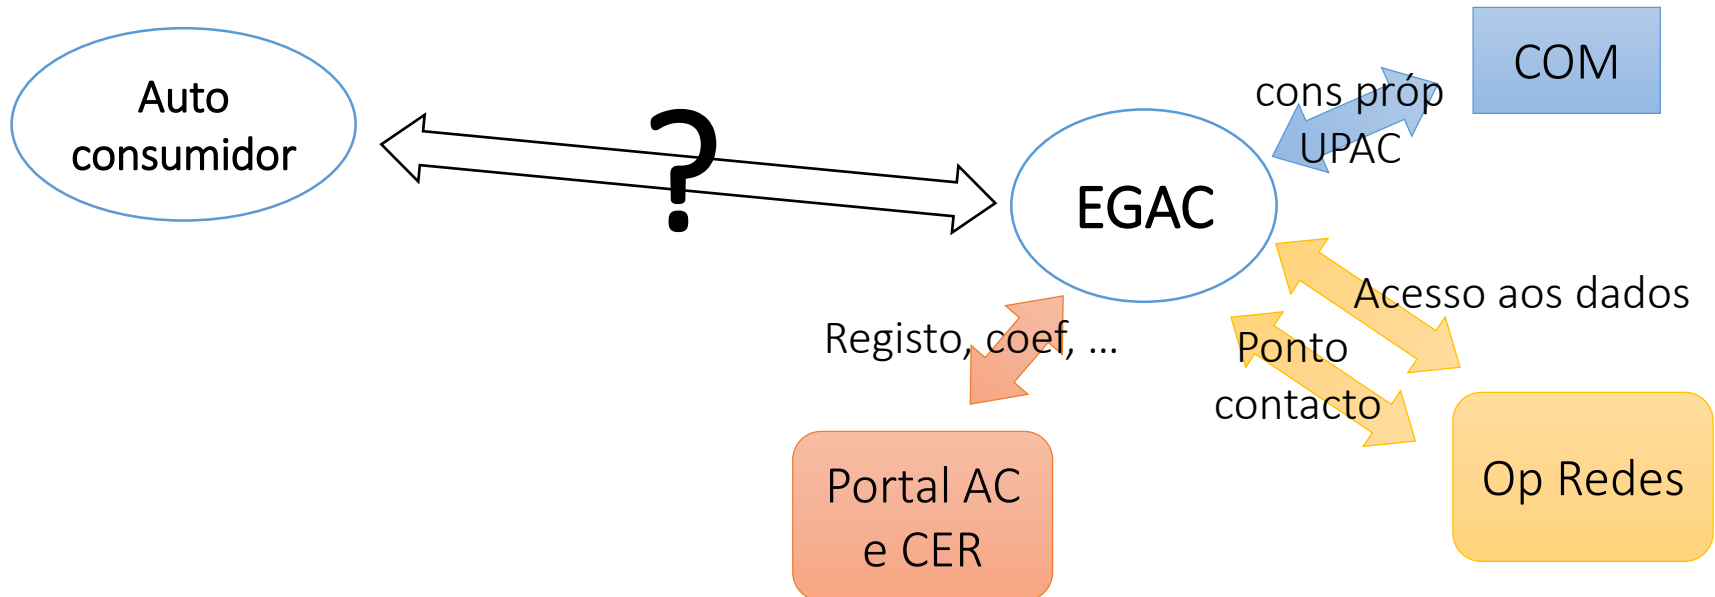 Auto
consumidor
?
EGAC
cons próp
UPAC
COM
Acesso aos dados
Ponto
contacto
Op Redes
Registo, coef, ...
Portal AC
e CER